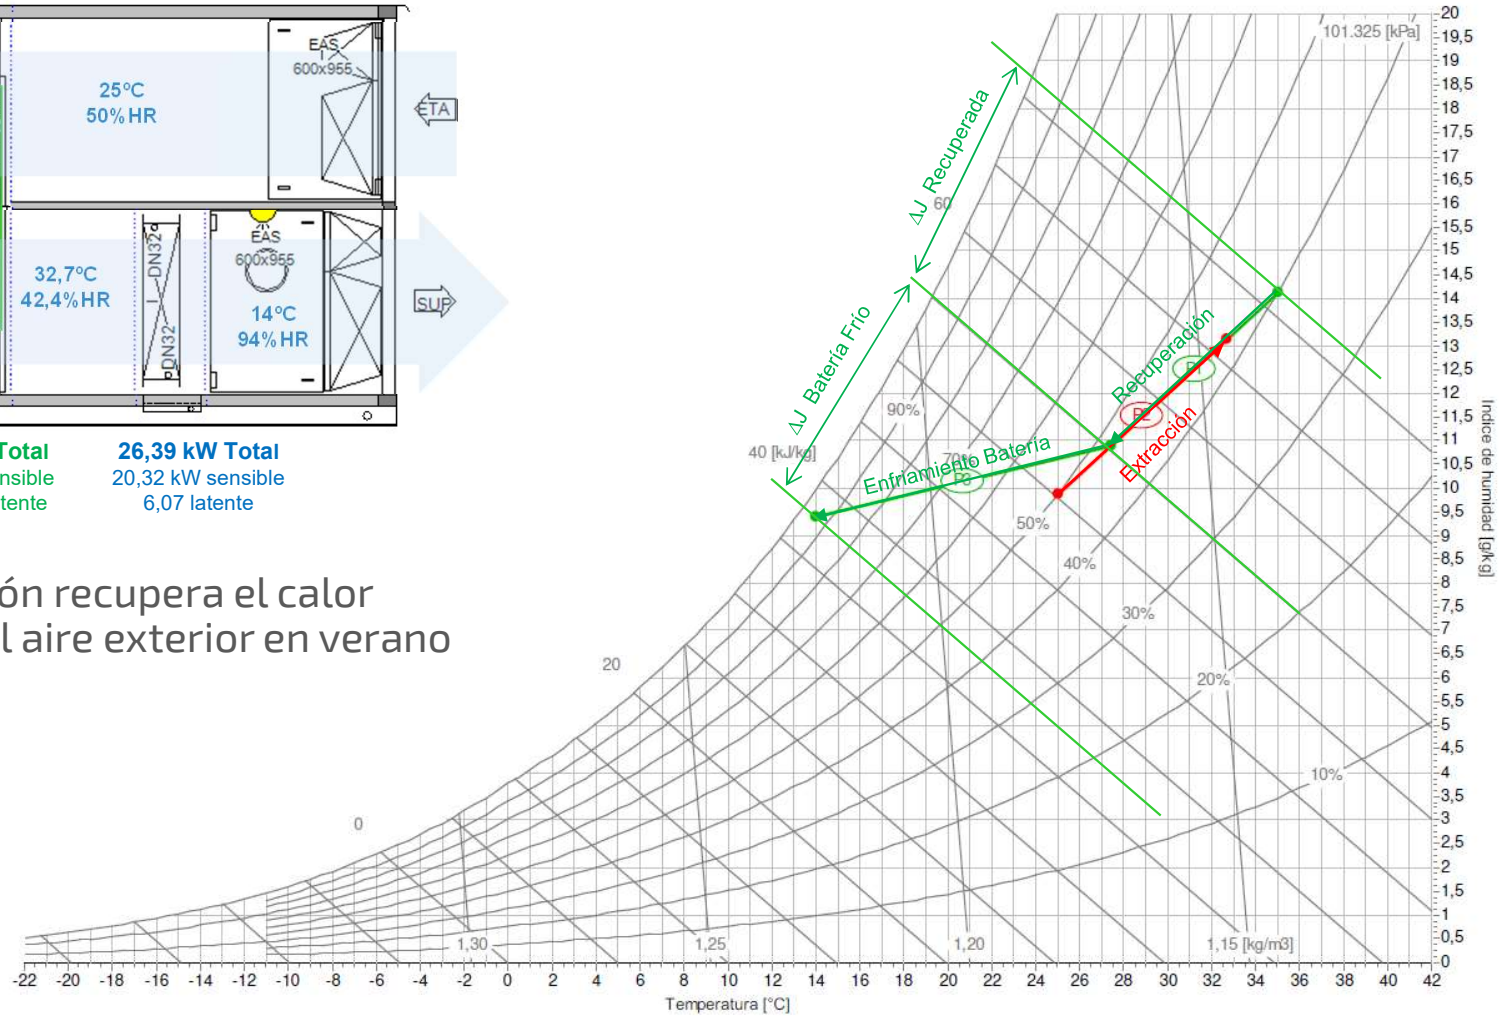 EAS
600x955
25°C
50%HR
ETA
32,7°C
42,4%HR
DN32
DN32
EAS
600x955
14°C
94%HR
SUP
Total
nsible
tente
26,39 kW Total
20,32 kW sensible
6,07 latente
ón recupera el calor
l aire exterior en verano
101.325 [kPa]
ΔJ Recuperada
60
ΔJ Batería Frío
40 [kJ/kg]
20
0
90%
70%
50%
40%
30%
20%
10%
Recuperación
P1
P2
Extracción
Enfriamiento Batería
P3
1,30
1,25
1,20
1,15 [kg/m3]
20
19,5
19
18,5
18
17,5
17
16,5
16
15,5
15
14,5
14
13,5
13
12,5
12
11,5
11
10,5
10
9,5
9
8,5
8
7,5
7
6,5
6
5,5
5
4,5
4
3,5
3
2,5
2
1,5
1
0,5
0
Indice de humidad [g/kg]
-22 -20 -18 -16 -14 -12 -10 -8 -6 -4 -2 0 2 4 6 8 10 12 14 16 18 20 22 24 26 28 30 32 34 36 38 40 42
Temperatura [°C]